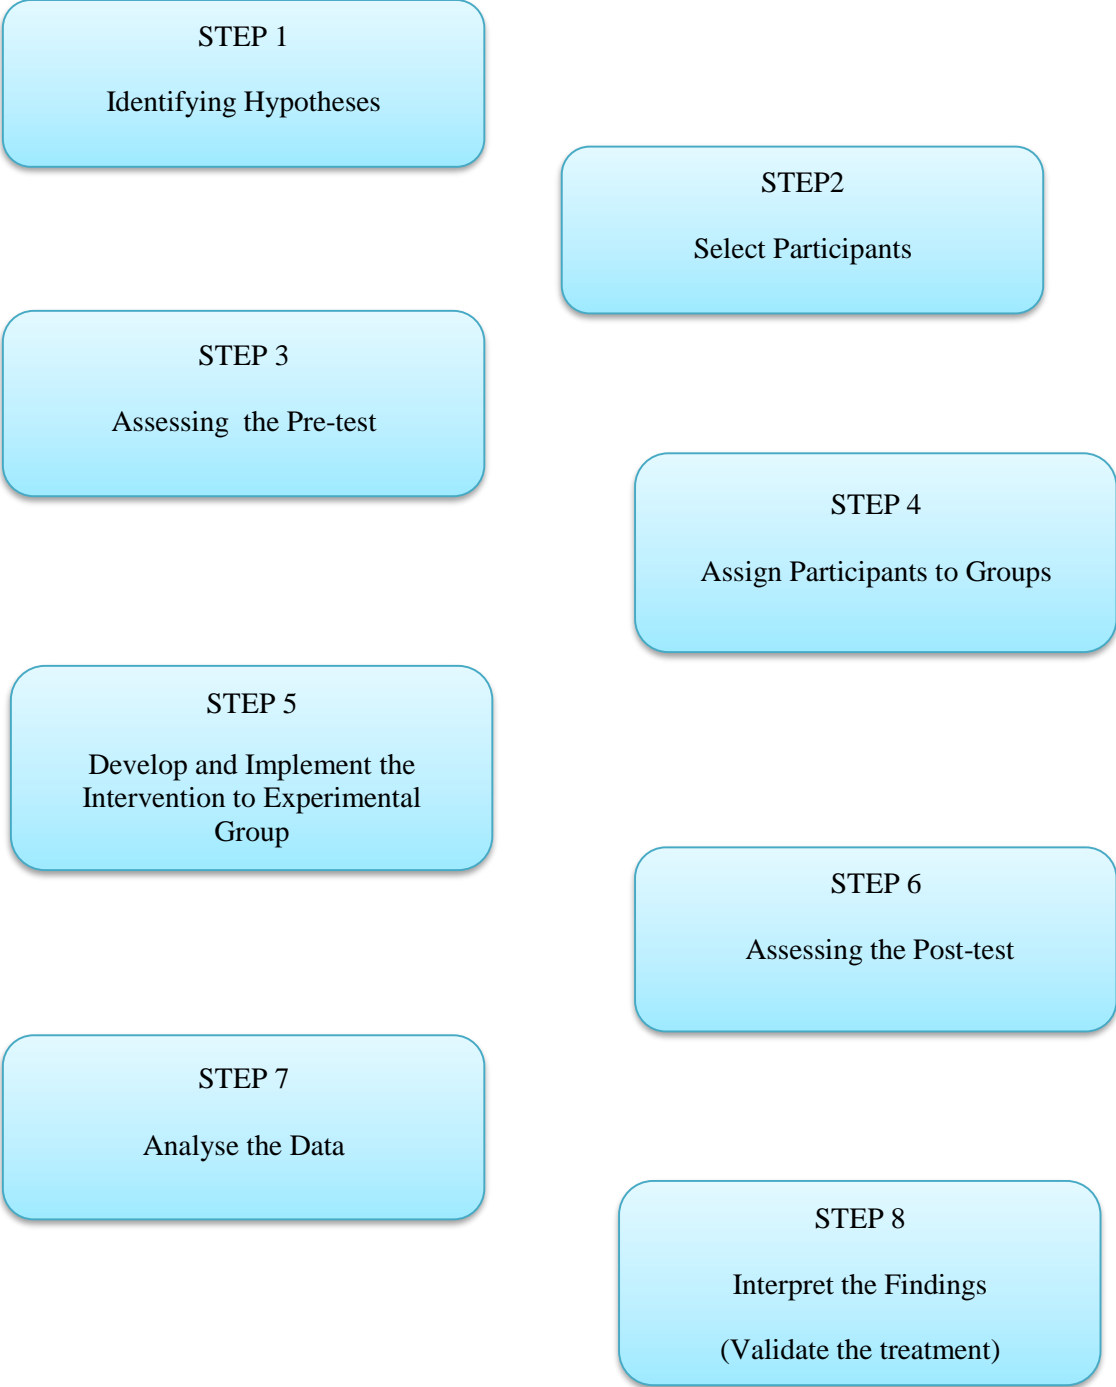 STEP 1
Identifying Hypotheses
STEP2
Select Participants
STEP 3
Assessing  the Pre-test
STEP 4
Assign Participants to Groups
STEP 5
Develop and Implement the
Intervention to Experimental
Group
STEP 6
Assessing the Post-test
STEP 7
Analyse the Data
STEP 8
Interpret the Findings
(Validate the treatment)